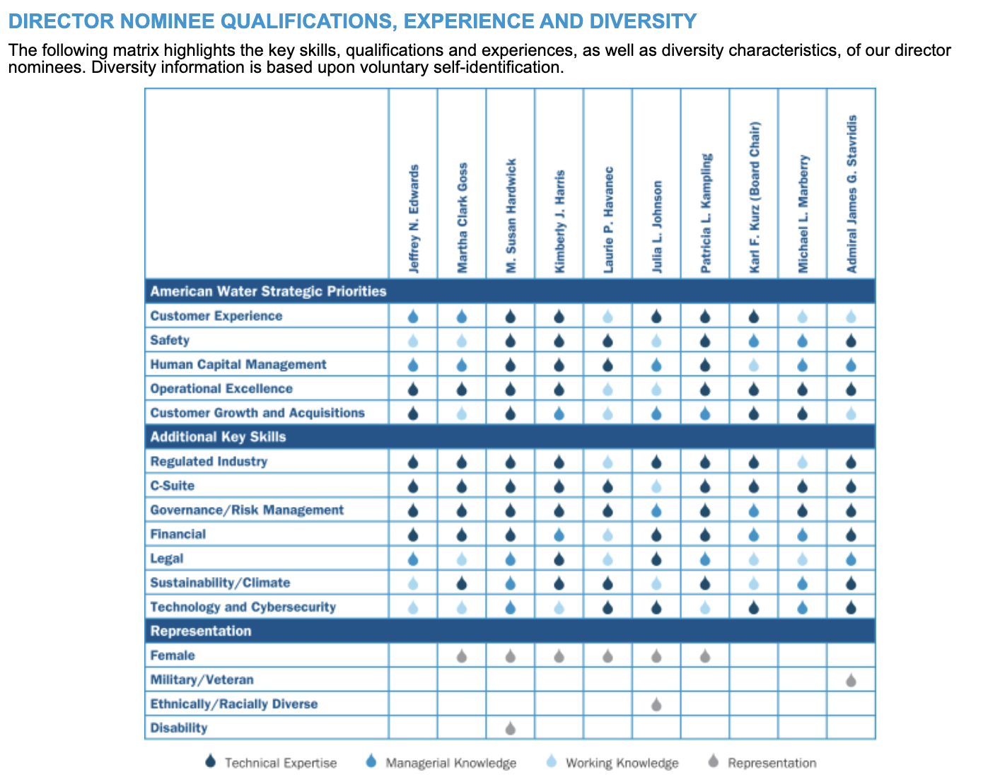 DIRECTOR NOMINEE QUALIFICATIONS, EXPERIENCE AND DIVERSITY
The following matrix highlights the key skills, qualifications and experiences, as well as diversity characteristics, of our director
nominees. Diversity information is based upon voluntary self-identification.
Jeffrey N. Edwards
Martha Clark Goss
M. Susan Hardwick
Kimberly J. Harris
Laurie P. Havanec
Julia L. Johnson
Patricia L. Kampling
Karl F. Kurz (Board Chair)
Michael L. Marberry
Admiral James G. Stavridis
American Water Strategic Priorities
Customer Experience
Safety
Human Capital Management
Operational Excellence
Customer Growth and Acquisitions
Additional Key Skills
Regulated Industry
C-Suite
Governance/Risk Management
Financial
Legal
Sustainability/Climate
Technology and Cybersecurity
Representation
Female
Military/Veteran
Ethnically/Racially Diverse
Disability
Technical Expertise Managerial Knowledge Working Knowledge Representation